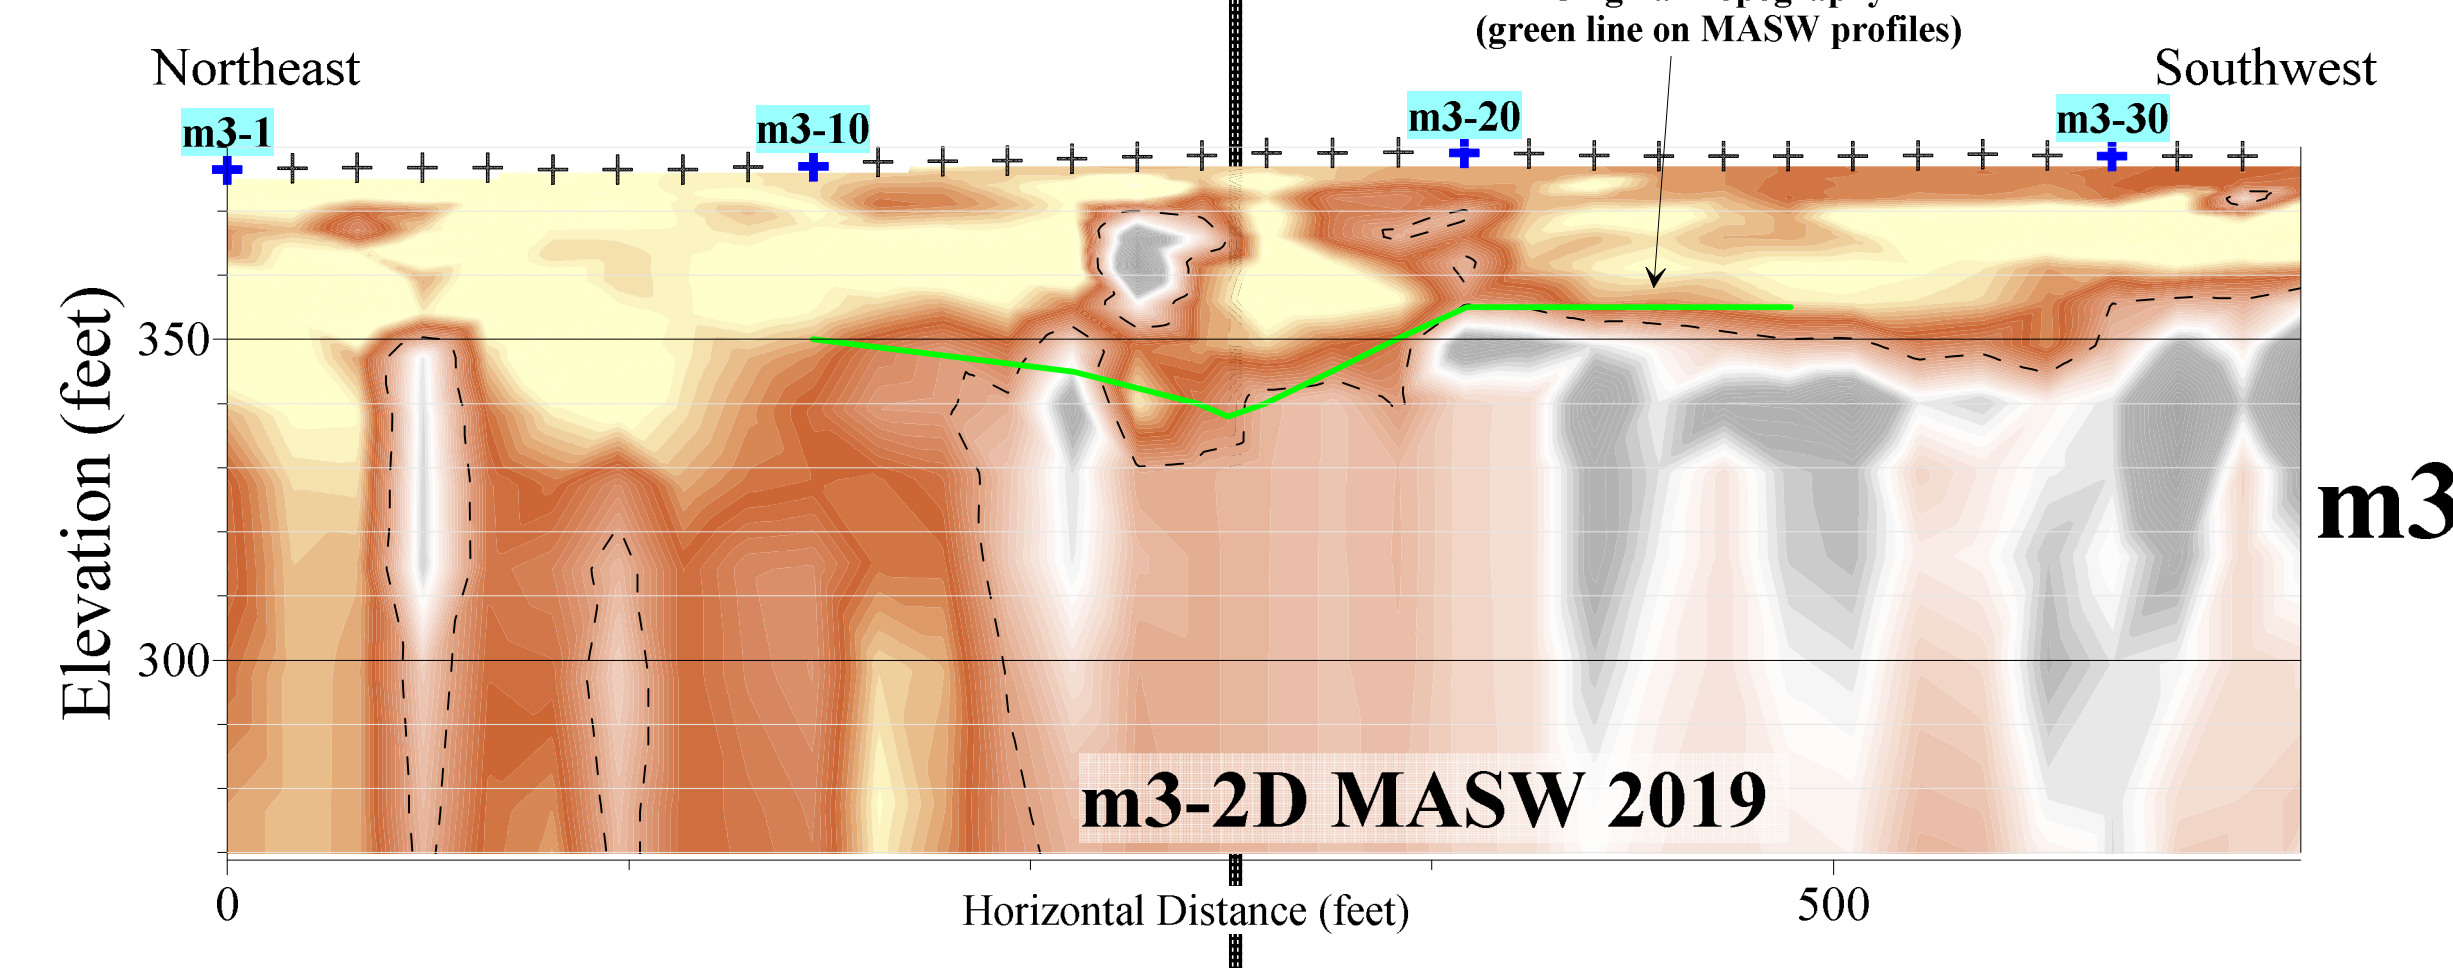 (green line on MASW profiles)
Northeast
Southwest
m3-1
m3-10
m3-20
m3-30
350
300
Elevation (feet)
m3
m3-2D MASW 2019
0
Horizontal Distance (feet)
500